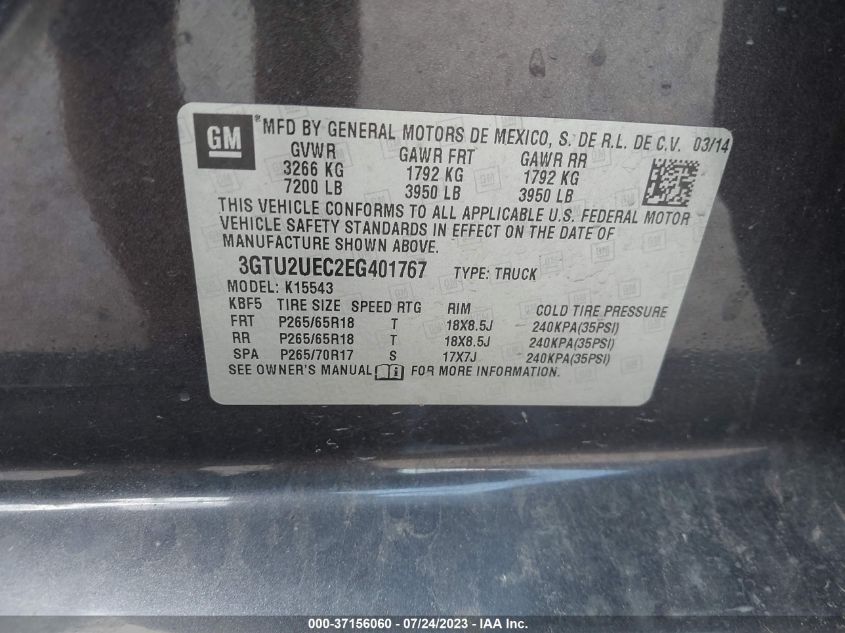 GM ®MFD BY GENERAL MOTORS DE MEXICO, S. DE R.L. DE C.V. 03/14
GVWR GAWR FRT GAWR RR
3266 KG 1792 KG 1792 KG
7200 LB 3950 LB 3950 LB
THIS VEHICLE CONFORMS TO ALL APPLICABLE U.S. FEDERAL MOTOR
VEHICLE SAFETY STANDARDS IN EFFECT ON THE DATE OF
MANUFACTURE SHOWN ABOVE.
3GTU2UEC2EG401767 TYPE: TRUCK
MODEL: K15543
KBF5 TIRE SIZE SPEED RTG RIM COLD TIRE PRESSURE
FRT P265/65R18 T 18X8.5J 240KPA(35PSI)
RR P265/65R18 T 18X8.5J 240KPA(35PSI)
SPA P265/70R17 S 17X7J 240KPA(35PSI)
SEE OWNER'S MANUAL FOR MORE INFORMATION.
000-37156060 - 07/24/2023 - IAA Inc.